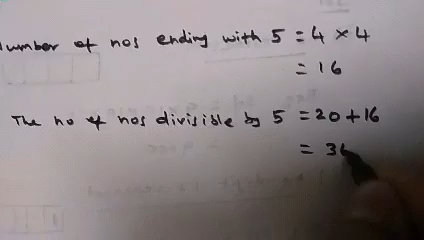 Number of nos ending with 5 = 4 × 4
= 16
The no of nos divisible by 5 = 20 + 16
= 36